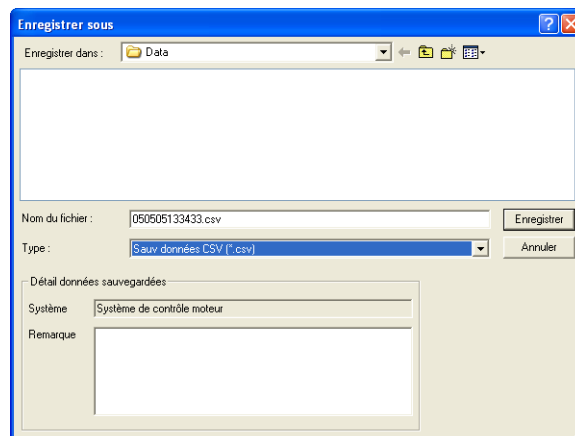 Enregistrer sous
Enregistrer dans :
Data
Nom du fichier :
050505133433.csv
Enregistrer
Type :
Sauv données CSV (*.csv)
Annuler
Détail données sauvegardées
Système
Système de contrôle moteur
Remarque